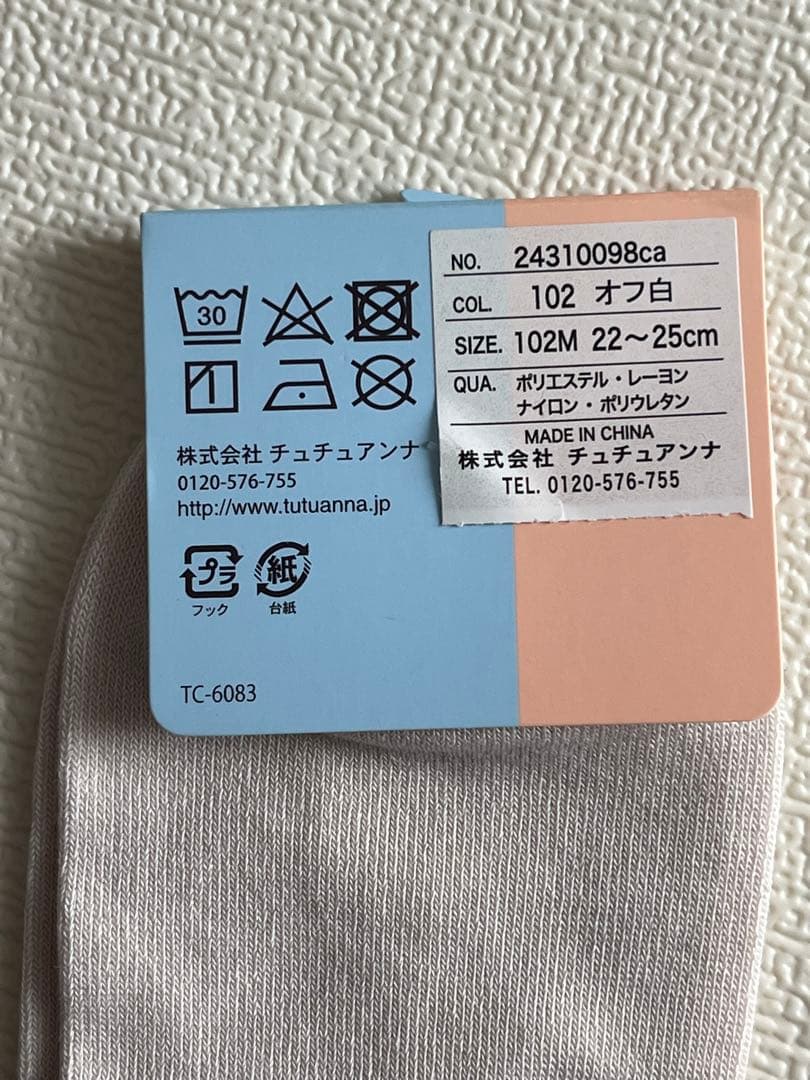 30
株式会社 チュチュアンナ
0120-576-755
http://www.tutuanna.jp
プラ
フック
紙
台紙
TC-6083
NO. 24310098ca
COL. 102 オフ白
SIZE. 102M 22～25cm
QUA. ポリエステル・レーヨン
ナイロン・ポリウレタン
MADE IN CHINA
株式会社 チュチュアンナ
TEL. 0120-576-755